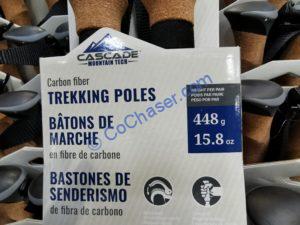 CASCADE
MOUNTAIN TECH
Carbon fiber
TREKKING POLES
BÂTONS DE
MARCHE
en fibre de carbone
BASTONES DE
SENDERISMO
de fibra de carbono
WEIGHT PER PAIR
POIDS PAR PAIRE
PESO POR PAR
448 g
15.8 oz
CoChaser.com